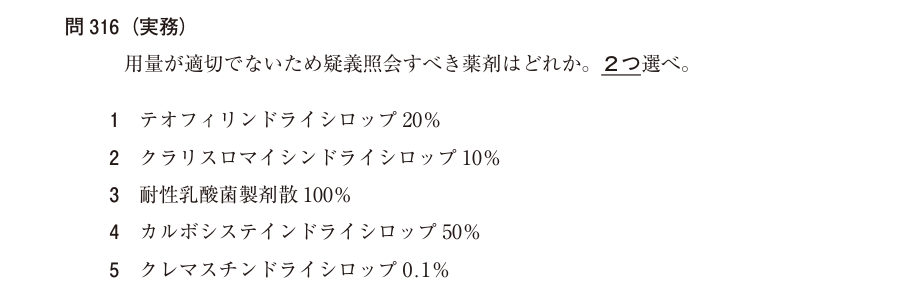 問 316（実務）
用量が適切でないため疑義照会すべき薬剤はどれか。2つ選べ。
1 テオフィリンドライシロップ 20%
2 クラリスロマイシンドライシロップ 10%
3 耐性乳酸菌製剤散 100%
4 カルボシステインドライシロップ 50%
5 クレマスチンドライシロップ 0.1%